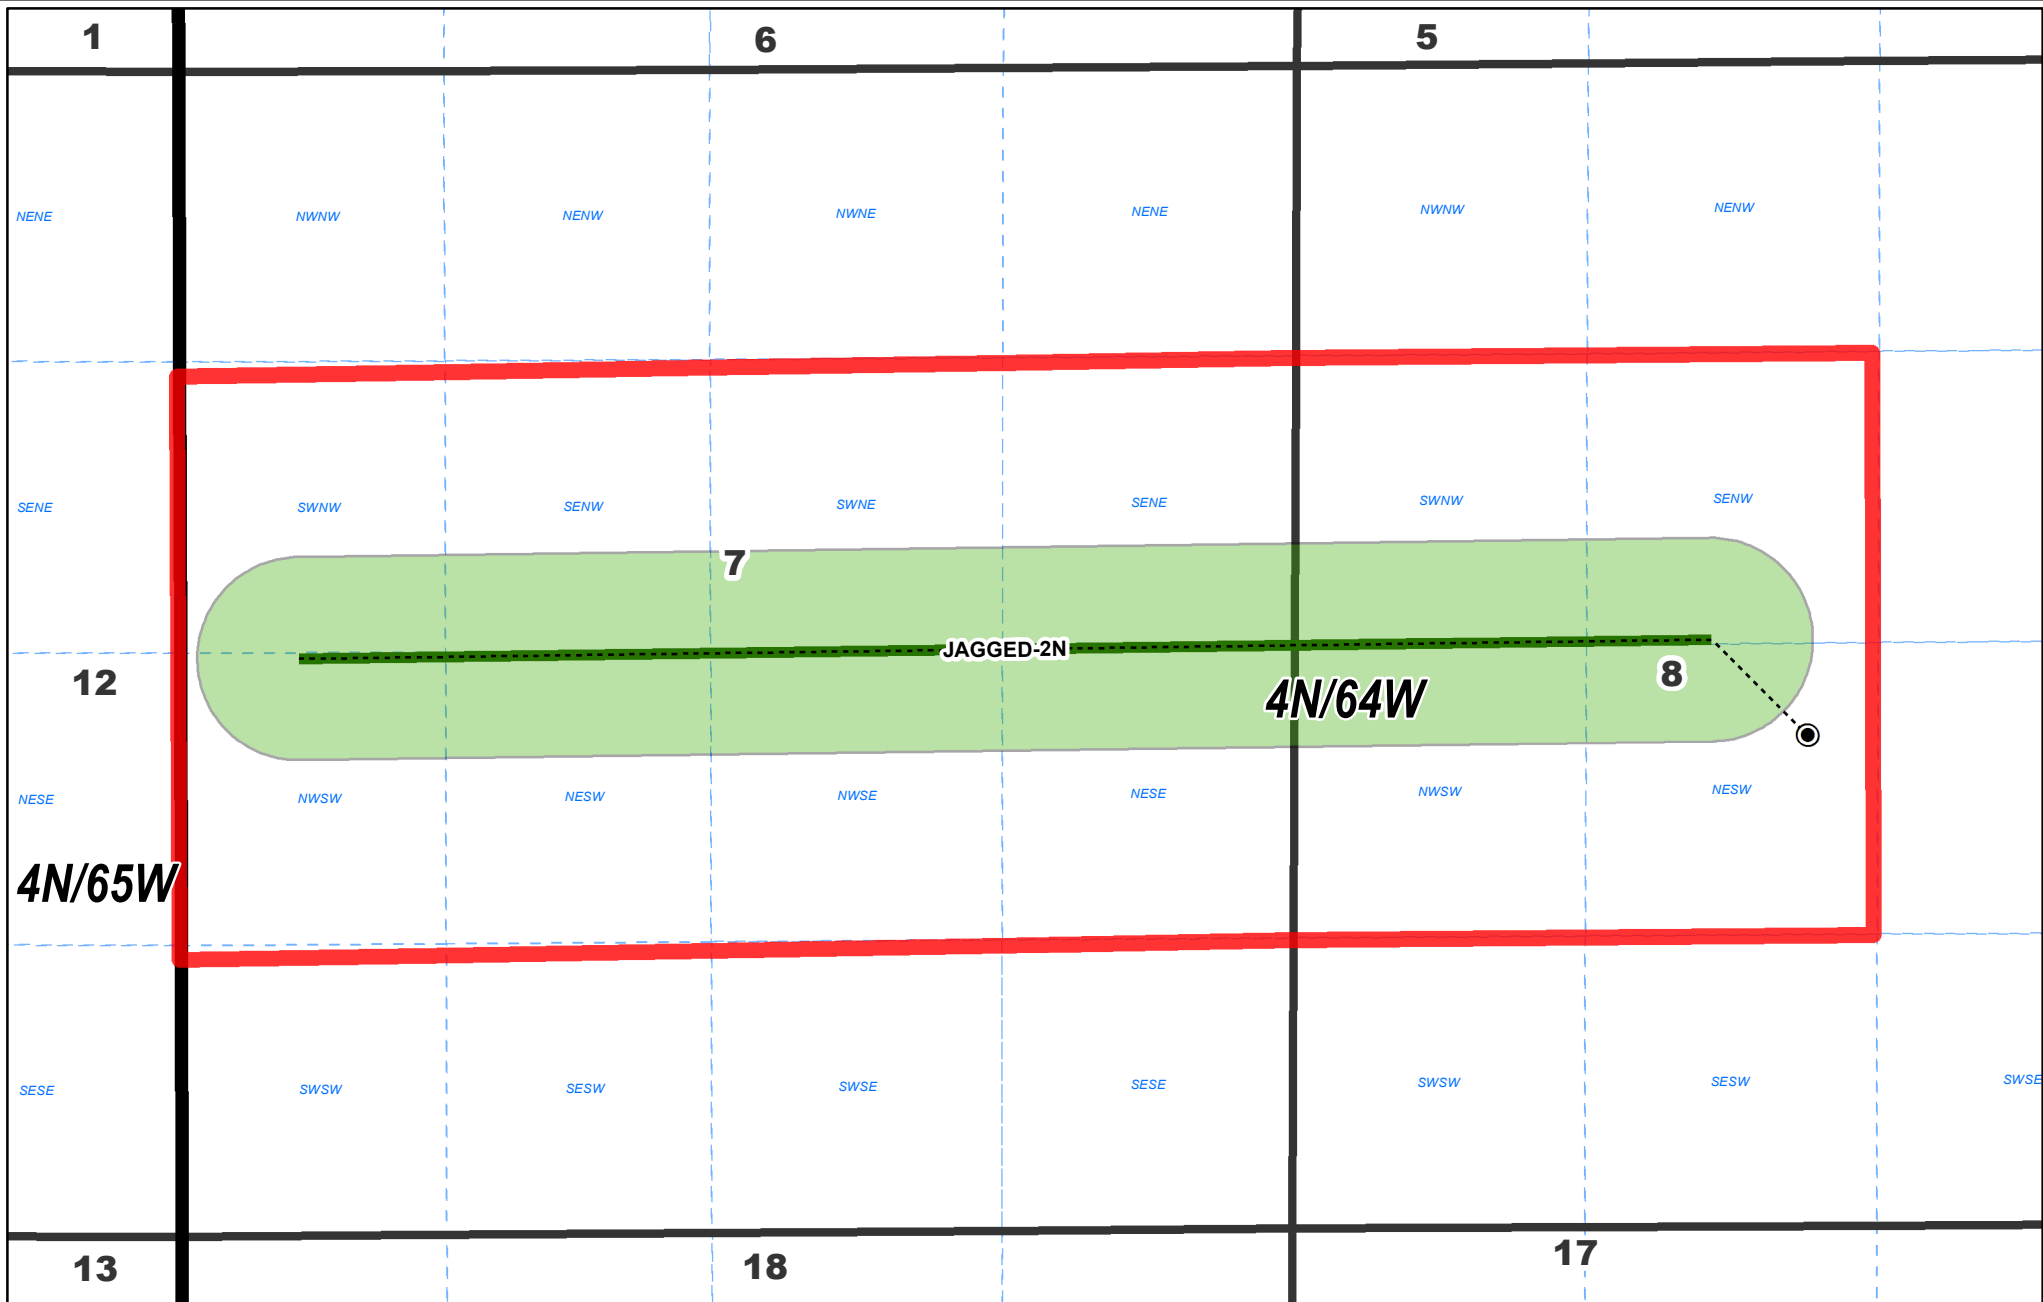 1 6 5
NENE NWNW NENW NWNE NENE NWNW NENW
SENE SWNW SENW SWNE SENE SWNW SENW
7
JAGGED-2N
12 8
4N/64W
NESE NWSW NESW NWSE NESE NWSW NESW
4N/65W
SESE SWSW SESW SWSE SESE SWSW SESW SWSE
13 18 17